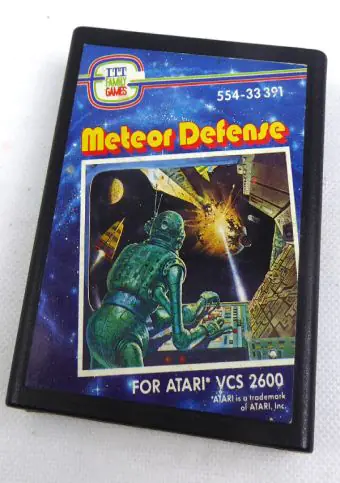 ITT
FAMILY
GAMES
554-33 391
Meteor Defense
FOR ATARI® VCS 2600
*ATARI is a trademark
of ATARI, Inc.